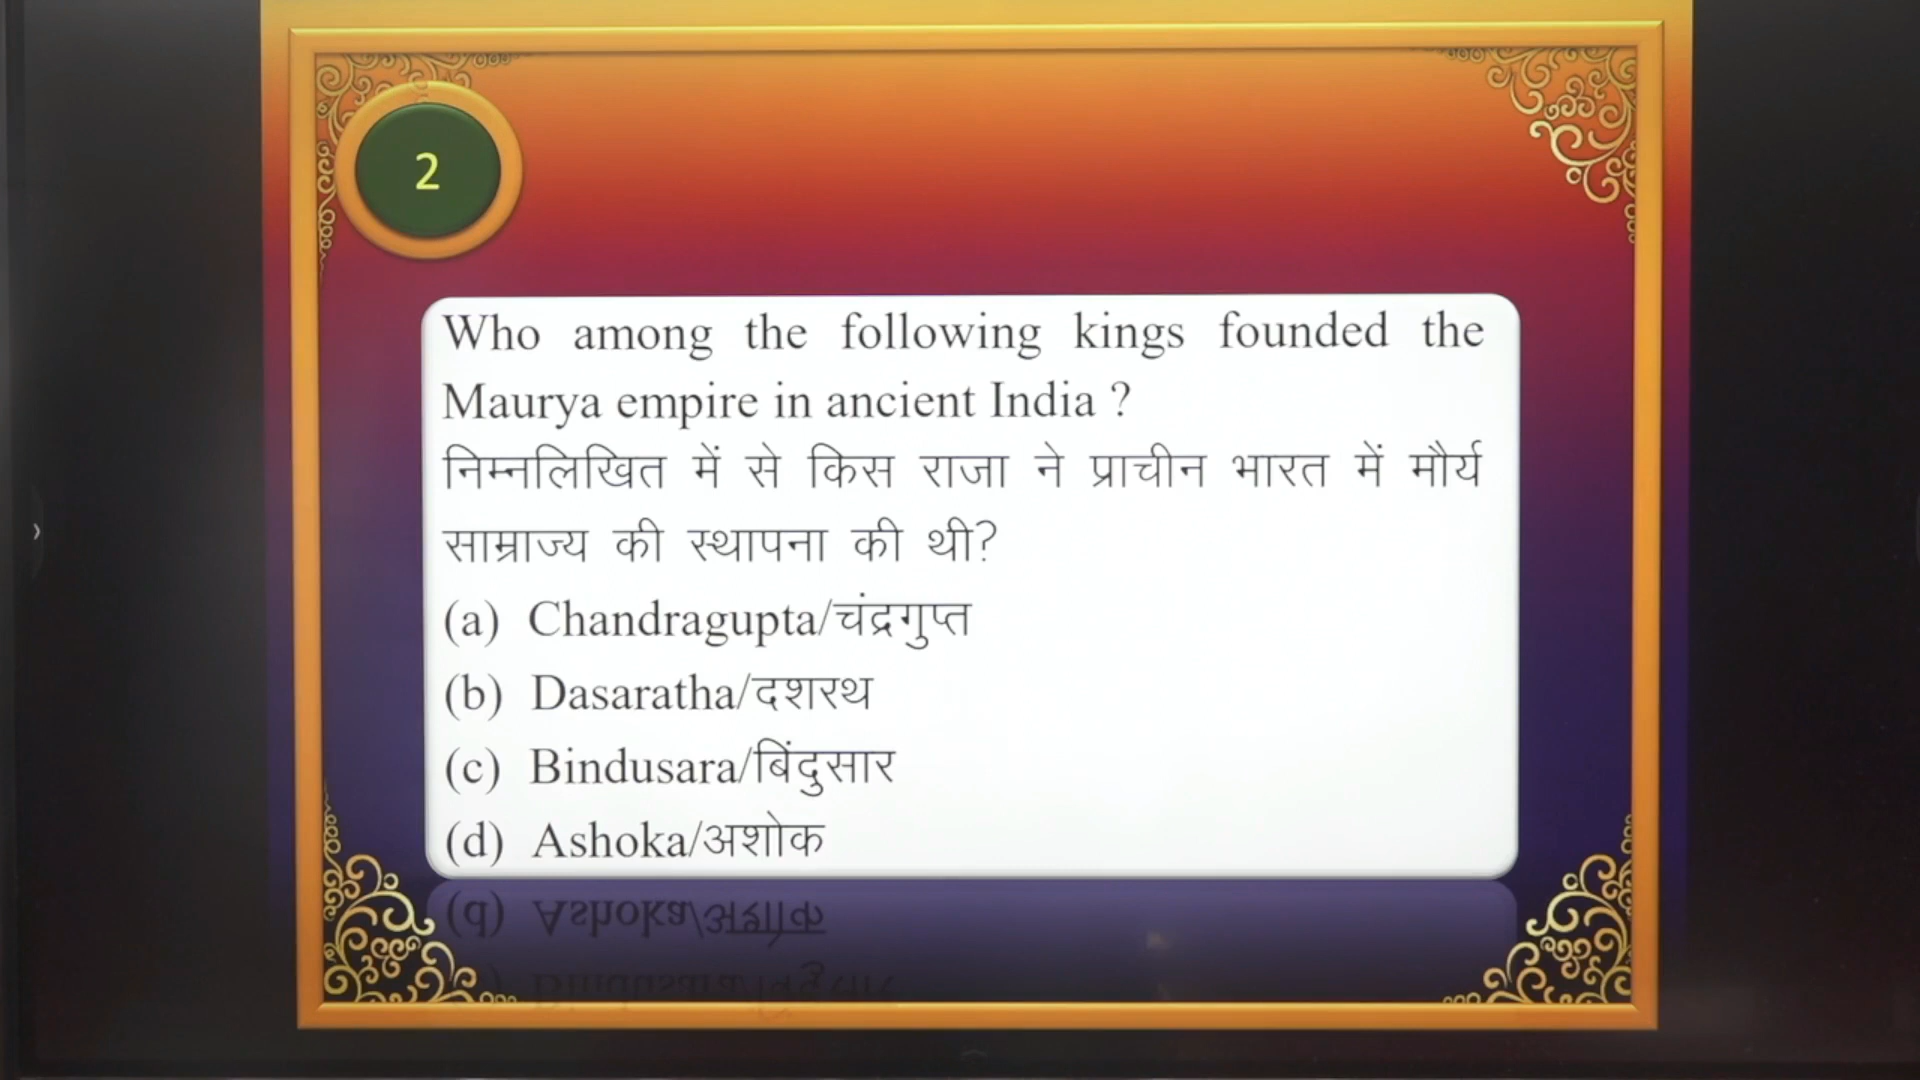 2
Who among the following kings founded the
Maurya empire in ancient India ?
निम्नलिखित में से किस राजा ने प्राचीन भारत में मौर्य
साम्राज्य की स्थापना की थी?
(a) Chandragupta/चंद्रगुप्त
(b) Dasaratha/दशरथ
(c) Bindusara/बिंदुसार
(d) Ashoka/अशोक